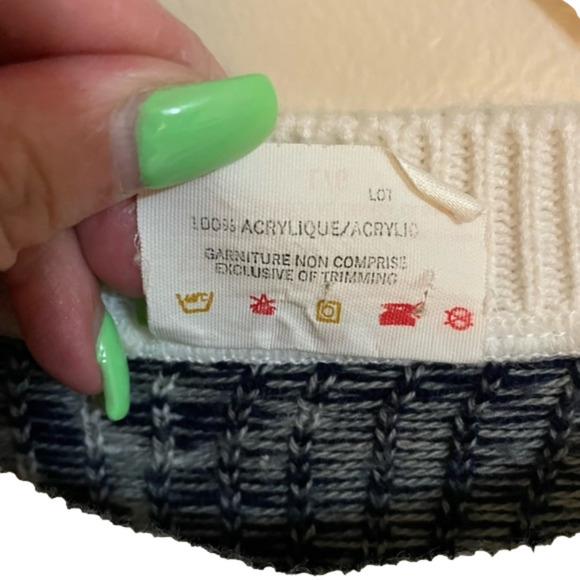 LOT
100% ACRYLIQUE/ACRYLIC
GARNITURE NON COMPRISE
EXCLUSIVE OF TRIMMING